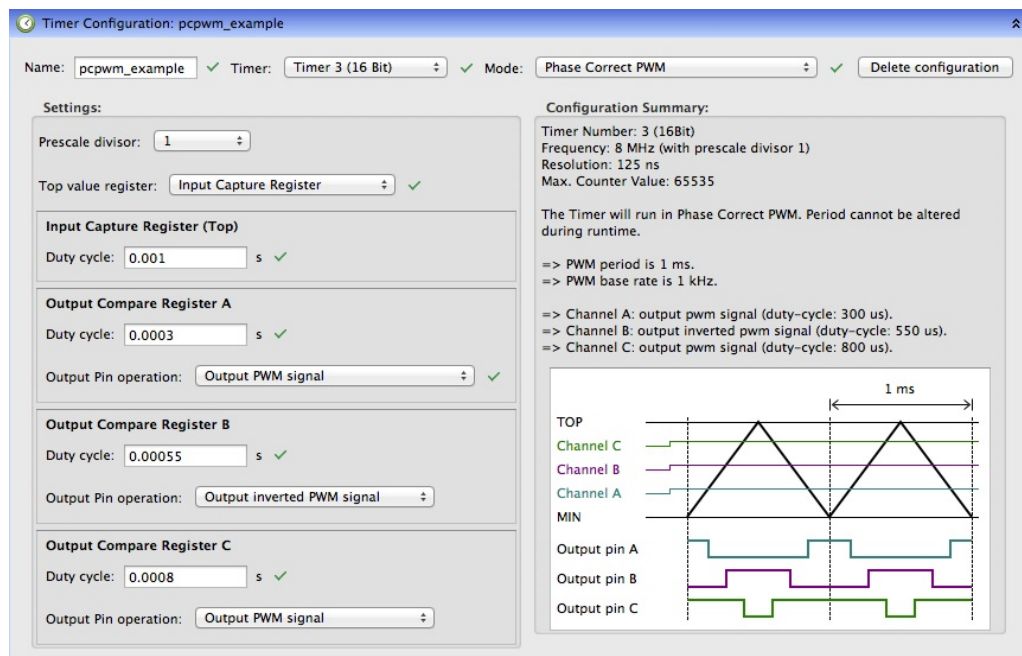 Timer Configuration: pcpwm_example
Name: pcpwm_example Timer: Timer 3 (16 Bit) Mode: Phase Correct PWM Delete configuration
Settings:
Prescale divisor: 1
Top value register: Input Capture Register
Input Capture Register (Top)
Duty cycle: 0.001 s
Output Compare Register A
Duty cycle: 0.0003 s
Output Pin operation: Output PWM signal
Output Compare Register B
Duty cycle: 0.00055 s
Output Pin operation: Output inverted PWM signal
Output Compare Register C
Duty cycle: 0.0008 s
Output Pin operation: Output PWM signal
Configuration Summary:
Timer Number: 3 (16Bit)
Frequency: 8 MHz (with prescale divisor 1)
Resolution: 125 ns
Max. Counter Value: 65535
The Timer will run in Phase Correct PWM. Period cannot be altered
during runtime.
=> PWM period is 1 ms.
=> PWM base rate is 1 kHz.
=> Channel A: output pwm signal (duty-cycle: 300 us).
=> Channel B: output inverted pwm signal (duty-cycle: 550 us).
=> Channel C: output pwm signal (duty-cycle: 800 us).
1 ms
TOP
Channel C
Channel B
Channel A
MIN
Output pin A
Output pin B
Output pin C